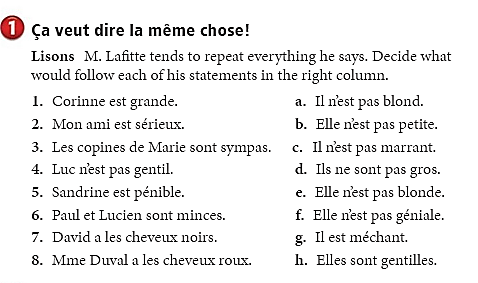 1 Ça veut dire la même chose!
Lisons M. Lafitte tends to repeat everything he says. Decide what
would follow each of his statements in the right column.
1. Corinne est grande. a. Il n'est pas blond.
2. Mon ami est sérieux. b. Elle n'est pas petite.
3. Les copines de Marie sont sympas. c. Il n'est pas marrant.
4. Luc n'est pas gentil. d. Ils ne sont pas gros.
5. Sandrine est pénible. e. Elle n'est pas blonde.
6. Paul et Lucien sont minces. f. Elle n'est pas géniale.
7. David a les cheveux noirs. g. Il est méchant.
8. Mme Duval a les cheveux roux. h. Elles sont gentilles.